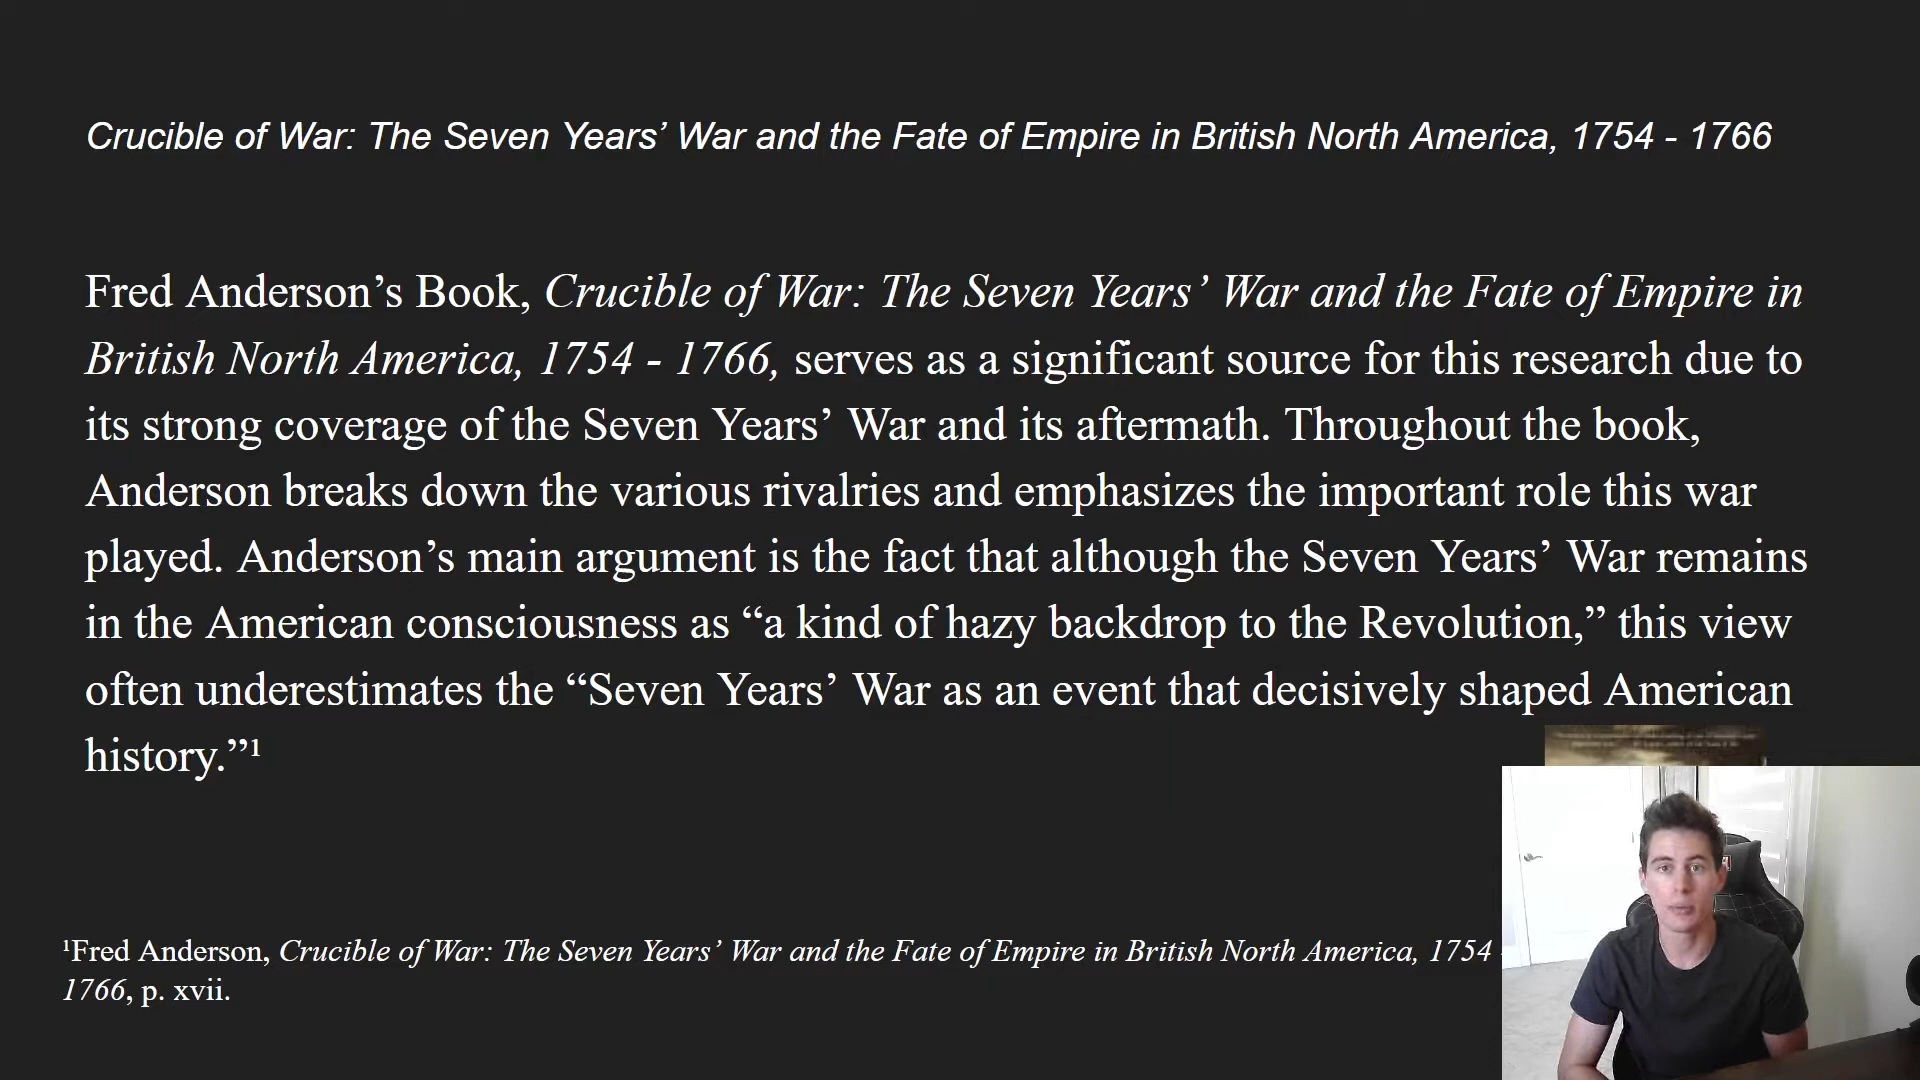 Crucible of War: The Seven Years’ War and the Fate of Empire in British North America, 1754 - 1766
Fred Anderson’s Book, Crucible of War: The Seven Years’ War and the Fate of Empire in
British North America, 1754 - 1766, serves as a significant source for this research due to
its strong coverage of the Seven Years’ War and its aftermath. Throughout the book,
Anderson breaks down the various rivalries and emphasizes the important role this war
played. Anderson’s main argument is the fact that although the Seven Years’ War remains
in the American consciousness as “a kind of hazy backdrop to the Revolution,” this view
often underestimates the “Seven Years’ War as an event that decisively shaped American
history.”¹
¹Fred Anderson, Crucible of War: The Seven Years’ War and the Fate of Empire in British North America, 1754
1766, p. xvii.